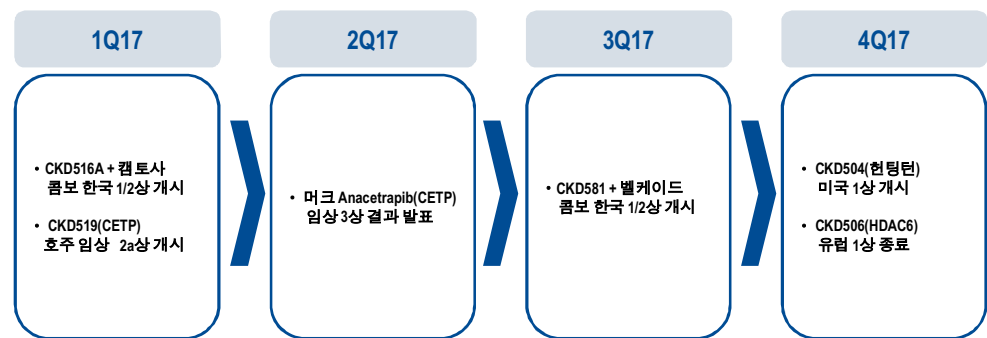 1Q17
• CKD516A + 캠토사
콤보 한국 1/2상 개시
• CKD519(CETP)
호주 임상 2a상 개시
2Q17
• 머크 Anacetrapib(CETP)
임상 3상 결과 발표
3Q17
• CKD581 + 벨케이드
콤보 한국 1/2상 개시
4Q17
• CKD504(헌팅턴)
미국 1상 개시
• CKD506(HDAC6)
유럽 1상 종료